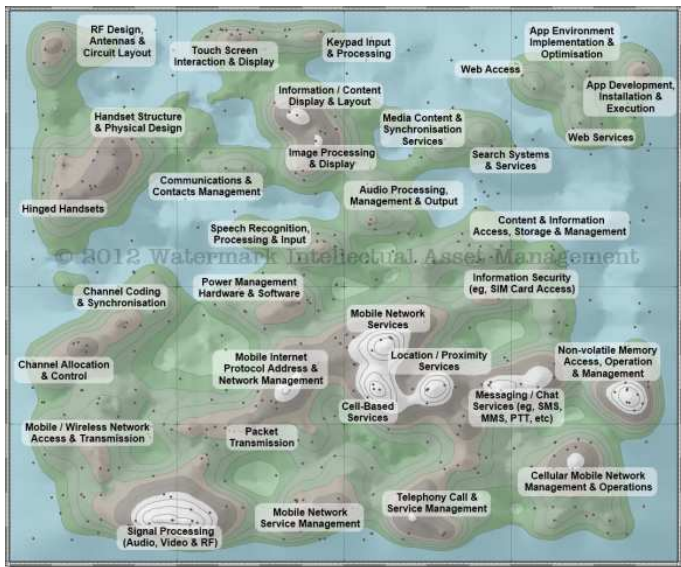 RF Design,
Antennas &
Circuit Layout
Touch Screen
Interaction & Display
Keypad Input
& Processing
App Environment
Implementation &
Optimisation
Web Access
App Development,
Installation &
Execution
Information / Content
Display & Layout
Handset Structure
& Physical Design
Media Content &
Synchronisation
Services
Web Services
Image Processing
& Display
Search Systems
& Services
Communications &
Contacts Management
Audio Processing,
Management & Output
Hinged Handsets
Speech Recognition,
Processing & Input
Content & Information
Access, Storage & Management
© 2012 Watermark Intellectual Asset Management
Channel Coding
& Synchronisation
Power Management
Hardware & Software
Information Security
(eg, SIM Card Access)
Mobile Network
Services
Channel Allocation
& Control
Mobile Internet
Protocol Address &
Network Management
Location / Proximity
Services
Non-volatile Memory
Access, Operation
& Management
Cell-Based
Services
Messaging / Chat
Services (eg, SMS,
MMS, PTT, etc)
Mobile / Wireless Network
Access & Transmission
Packet
Transmission
Cellular Mobile Network
Management & Operations
Telephony Call &
Service Management
Mobile Network
Service Management
Signal Processing
(Audio, Video & RF)